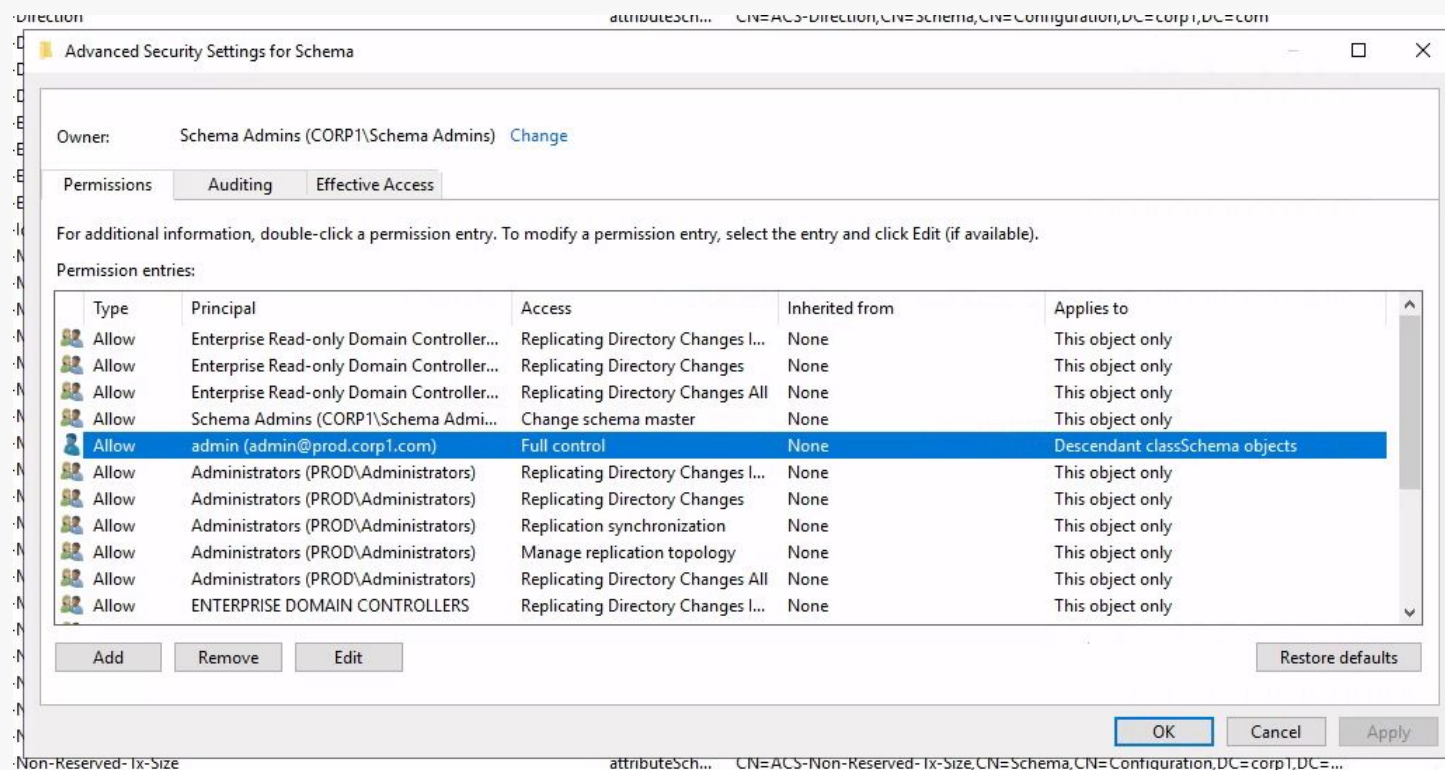 -Direction attributeSch... CN=ACS-Direction,CN=Schema,CN=Configuration,DC=corp1,DC=com
Advanced Security Settings for Schema
Owner: Schema Admins (CORP1\Schema Admins) Change
Permissions Auditing Effective Access
For additional information, double-click a permission entry. To modify a permission entry, select the entry and click Edit (if available).
Permission entries:
Type Principal Access Inherited from Applies to
Allow Enterprise Read-only Domain Controller... Replicating Directory Changes I... None This object only
Allow Enterprise Read-only Domain Controller... Replicating Directory Changes None This object only
Allow Enterprise Read-only Domain Controller... Replicating Directory Changes All None This object only
Allow Schema Admins (CORP1\Schema Admi... Change schema master None This object only
Allow admin (admin@prod.corp1.com) Full control None Descendant classSchema objects
Allow Administrators (PROD\Administrators) Replicating Directory Changes I... None This object only
Allow Administrators (PROD\Administrators) Replicating Directory Changes None This object only
Allow Administrators (PROD\Administrators) Replication synchronization None This object only
Allow Administrators (PROD\Administrators) Manage replication topology None This object only
Allow Administrators (PROD\Administrators) Replicating Directory Changes All None This object only
Allow ENTERPRISE DOMAIN CONTROLLERS Replicating Directory Changes I... None This object only
Add Remove Edit Restore defaults
OK Cancel Apply
-Non-Reserved-Tx-Size attributeSch... CN=ACS-Non-Reserved-Tx-Size,CN=Schema,CN=Configuration,DC=corp1,DC=...